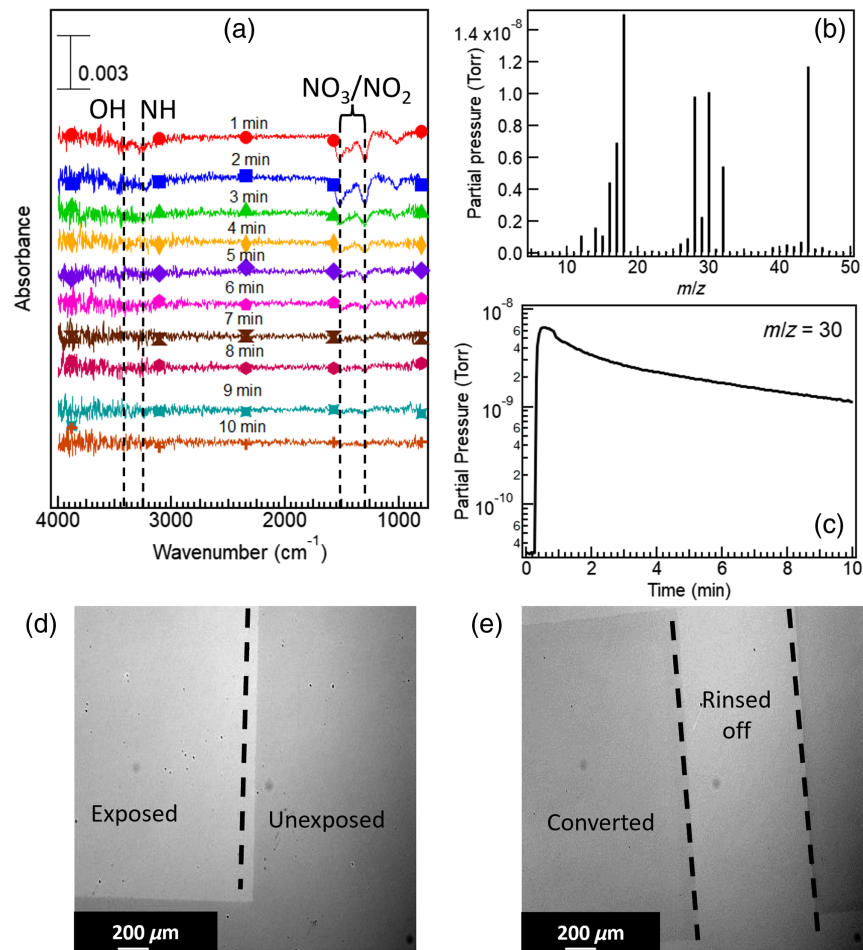 (a)
0.003
OH NH NO₃/NO₂
1 min
2 min
3 min
4 min
5 min
6 min
7 min
8 min
9 min
10 min
Absorbance
4000 3000 2000 1000
Wavenumber (cm⁻¹)
(b)
1.4 x10⁻⁸
1.2
1.0
0.8
0.6
0.4
0.2
0.0
Partial pressure (Torr)
10 20 30 40 50
m/z
10⁻⁸
6
4
2
10⁻⁹
6
4
2
10⁻¹⁰
6
4
m/z = 30
Partial Pressure (Torr)
(c)
0 2 4 6 8 10
Time (min)
(d)
Exposed
Unexposed
200 μm
(e)
Rinsed
off
Converted
200 μm